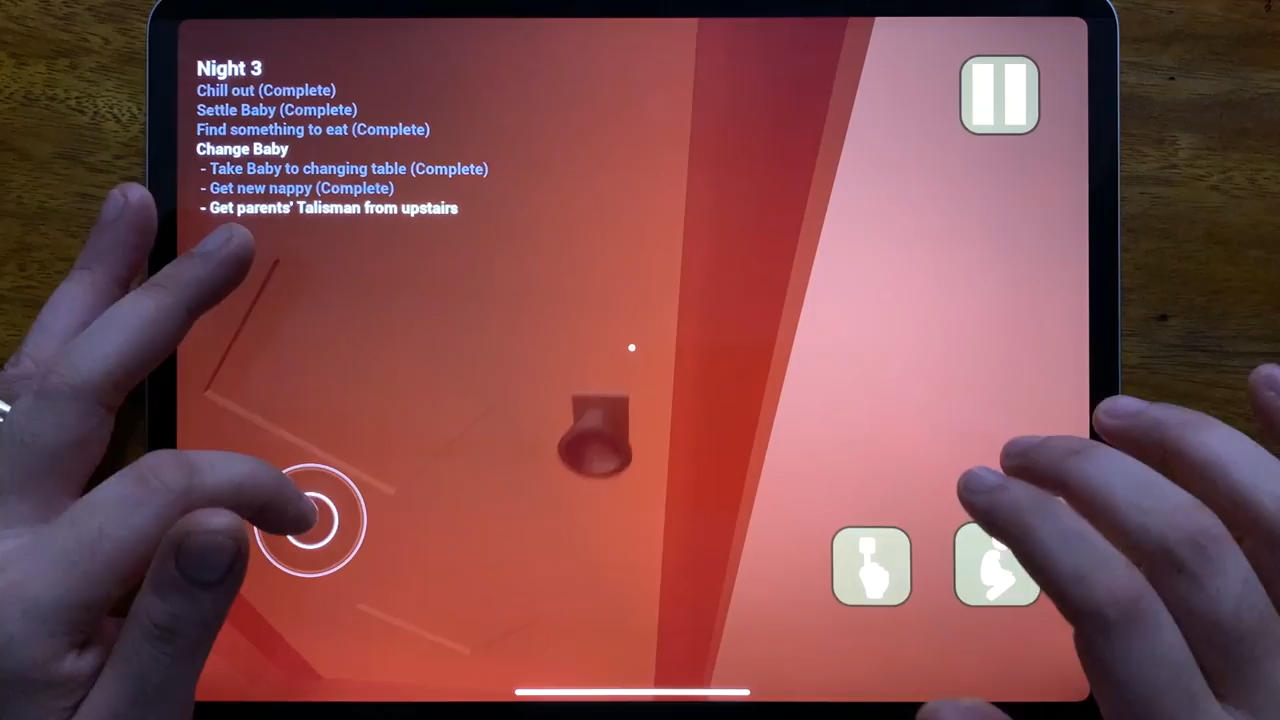 Night 3
Chill out (Complete)
Settle Baby (Complete)
Find something to eat (Complete)
Change Baby
- Take Baby to changing table (Complete)
- Get new nappy (Complete)
- Get parents' Talisman from upstairs